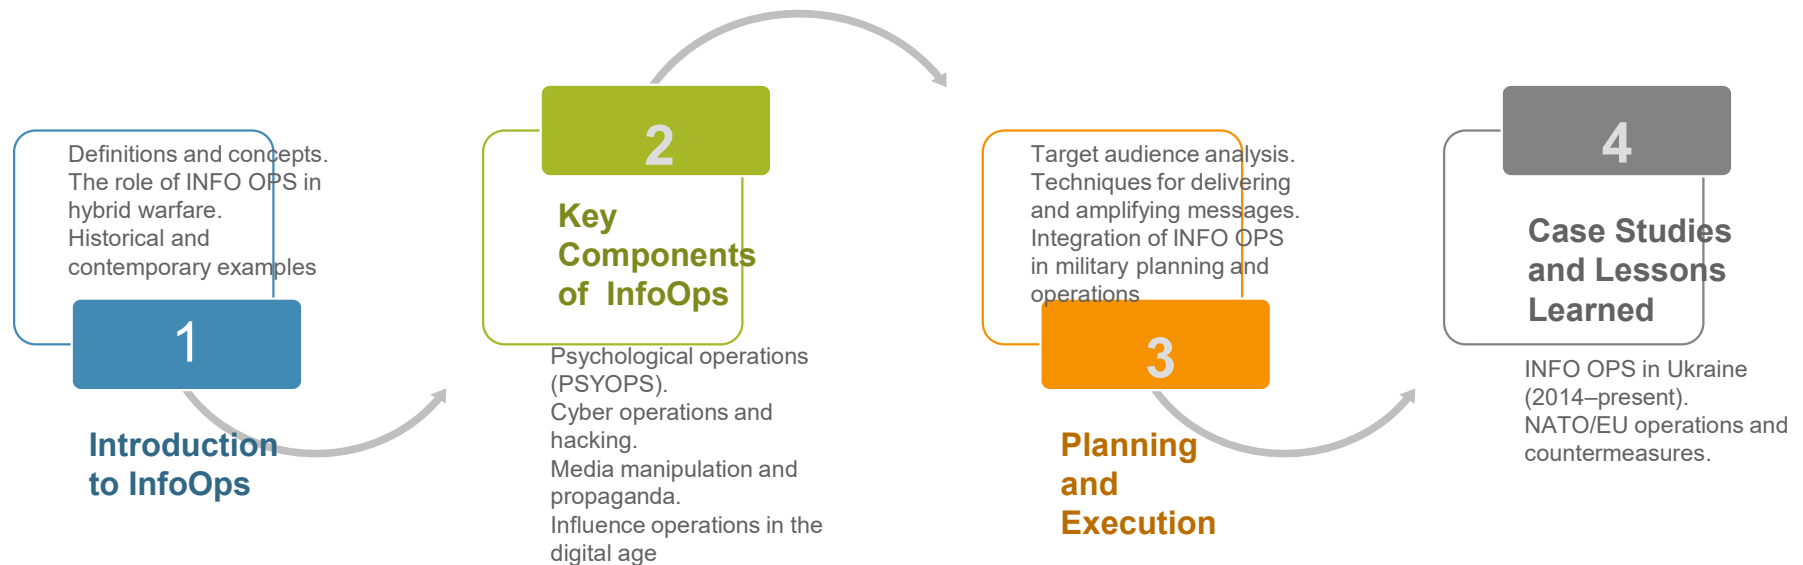 Definitions and concepts.
The role of INFO OPS in
hybrid warfare.
Historical and
contemporary examples
1
Introduction
to InfoOps
2
Key
Components
of InfoOps
Psychological operations
(PSYOPS).
Cyber operations and
hacking.
Media manipulation and
propaganda.
Influence operations in the
digital age
Target audience analysis.
Techniques for delivering
and amplifying messages.
Integration of INFO OPS
in military planning and
operations
3
Planning
and
Execution
4
Case Studies
and Lessons
Learned
INFO OPS in Ukraine
(2014–present).
NATO/EU operations and
countermeasures.